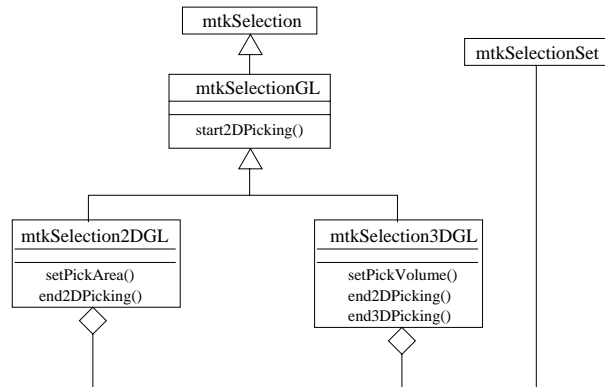 mtkSelection
mtkSelectionSet
mtkSelectionGL
start2DPicking()
mtkSelection2DGL
setPickArea()
end2DPicking()
mtkSelection3DGL
setPickVolume()
end2DPicking()
end3DPicking()